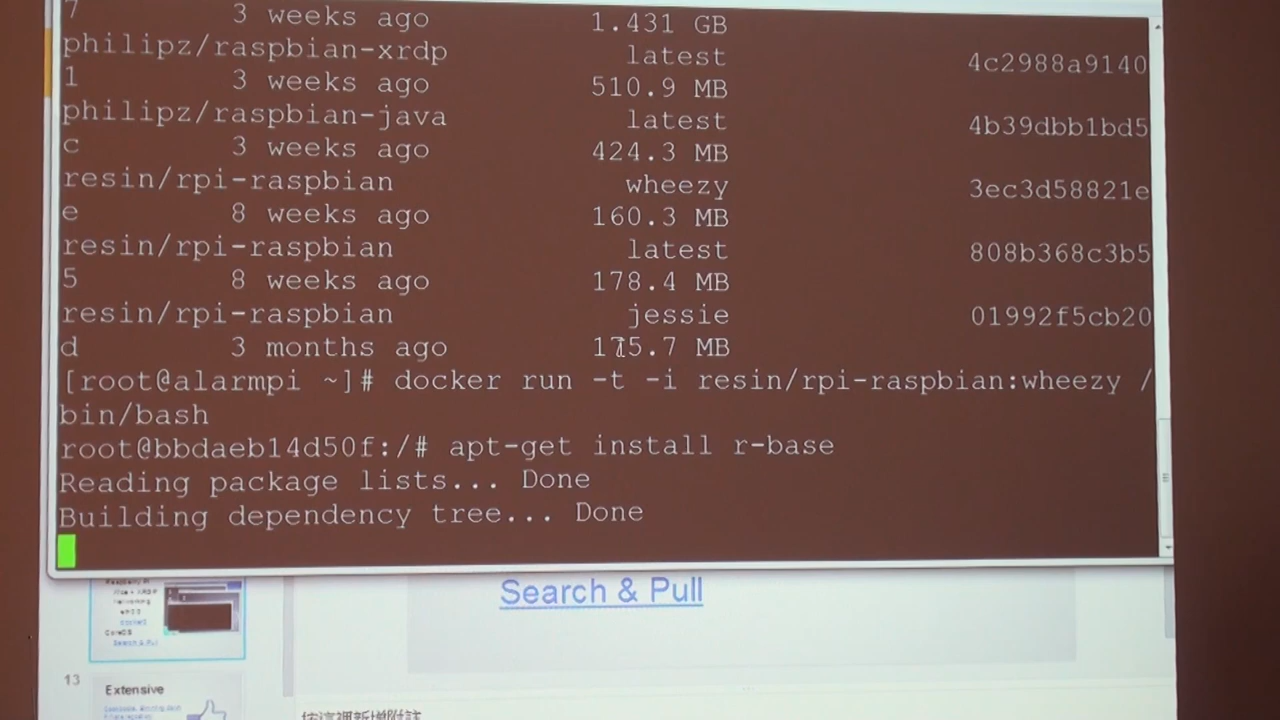 7 3 weeks ago 1.431 GB
philipz/raspbian-xrdp latest 4c2988a9140
1 3 weeks ago 510.9 MB
philipz/raspbian-java latest 4b39dbb1bd5
c 3 weeks ago 424.3 MB
resin/rpi-raspbian wheezy 3ec3d58821e
e 8 weeks ago 160.3 MB
resin/rpi-raspbian latest 808b368c3b5
5 8 weeks ago 178.4 MB
resin/rpi-raspbian jessie 01992f5cb20
d 3 months ago 175.7 MB
[root@alarmpi ~]# docker run -t -i resin/rpi-raspbian:wheezy /
bin/bash
root@bbdaeb14d50f:/# apt-get install r-base
Reading package lists... Done
Building dependency tree... Done
Search & Pull
CoreOS
Search & Pull
13
Extensive